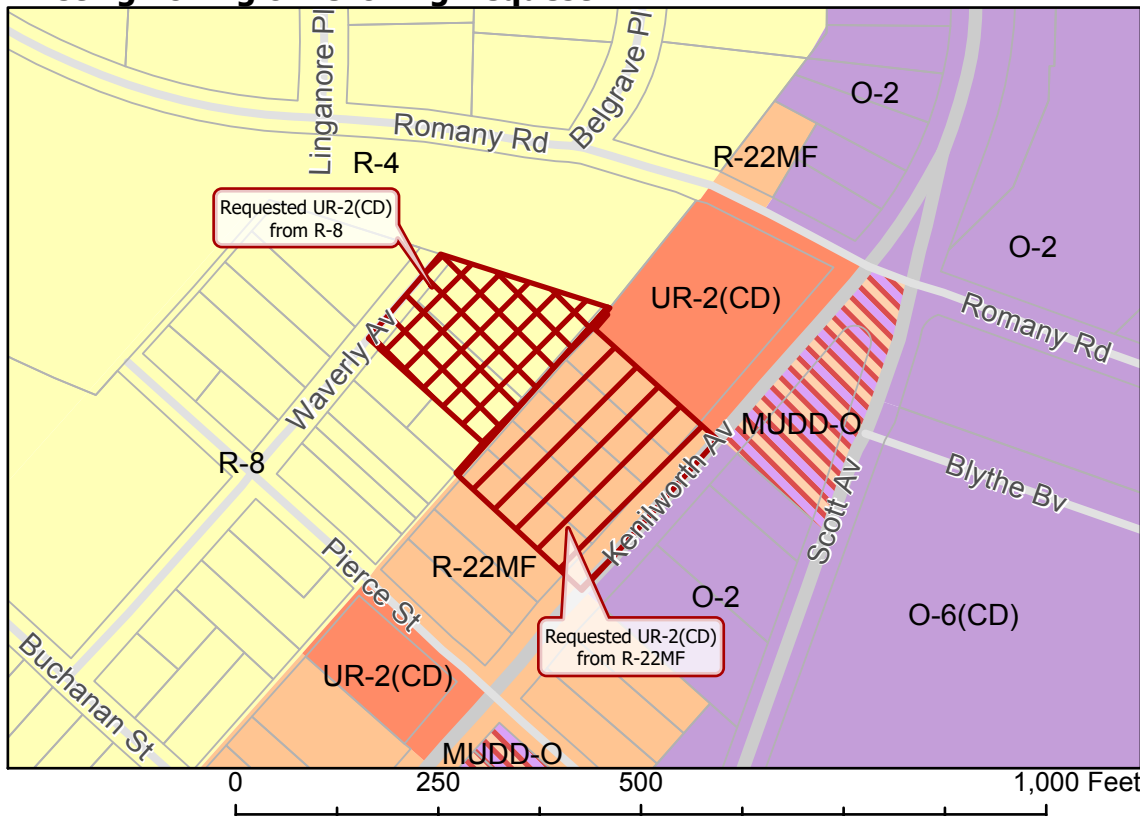 Linganore Pl
Belgrave Pl
O-2
Romany Rd
R-22MF
R-4
Requested UR-2(CD)
from R-8
O-2
UR-2(CD)
Romany Rd
Waverly Av
MUDD-O
Kenilworth Av
R-8
Blythe Bv
Scott Av
Pierce St
R-22MF
O-2
O-6(CD)
Requested UR-2(CD)
from R-22MF
Buchanan St
UR-2(CD)
MUDD-O
0 250 500 1,000 Feet